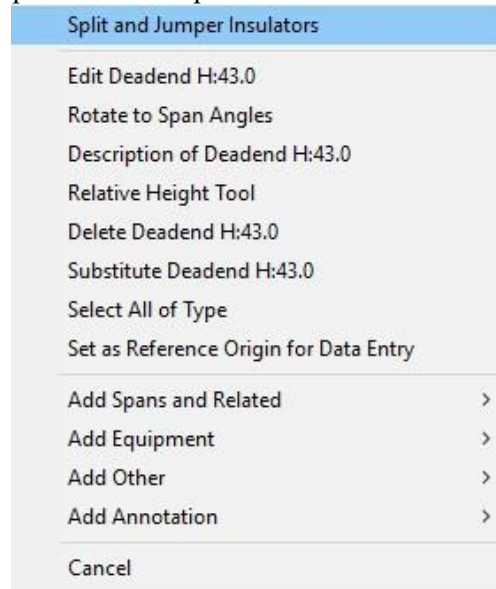 Split and Jumper Insulators
Edit Deadend H:43.0
Rotate to Span Angles
Description of Deadend H:43.0
Relative Height Tool
Delete Deadend H:43.0
Substitute Deadend H:43.0
Select All of Type
Set as Reference Origin for Data Entry
Add Spans and Related
Add Equipment
Add Other
Add Annotation
Cancel